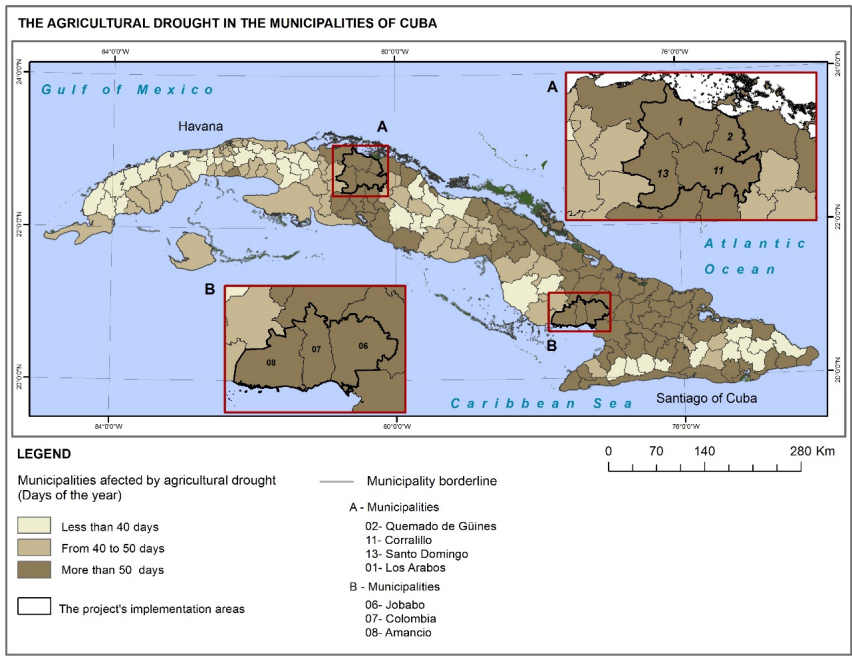 THE AGRICULTURAL DROUGHT IN THE MUNICIPALITIES OF CUBA
84°0'0"W
80°0'0"W
76°0'0"W
24°0'0"N
24°0'0"N
Gulf of Mexico
A
Havana
A
1
2
13
11
22°0'0"N
22°0'0"N
Atlantic
Ocean
B
08
07
06
B
20°0'0"N
20°0'0"N
Caribbean Sea
Santiago of Cuba
84°0'0"W
80°0'0"W
76°0'0"W
LEGEND
0 70 140 280 Km
Municipalities afected by agricultural drought
(Days of the year)
Less than 40 days
From 40 to 50 days
More than 50 days
The project's implementation areas
Municipality borderline
A - Municipalities
02- Quemado de Güines
11- Corralillo
13- Santo Domingo
01- Los Arabos
B - Municipalities
06- Jobabo
07- Colombia
08- Amancio